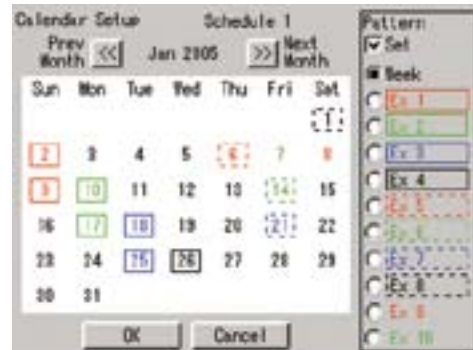 Calendar Setup Schedule 1
Prev Month << Jan 2005 >> Next Month
Sun Mon Tue Wed Thu Fri Sat
1
2 3 4 5 6 7 8
9 10 11 12 13 14 15
16 17 18 19 20 21 22
23 24 25 26 27 28 29
30 31
OK Cancel
Pattern
Set
Week
Ex 1
Ex 2
Ex 3
Ex 4
Ex 5
Ex 6
Ex 7
Ex 8
Ex 9
Ex 10